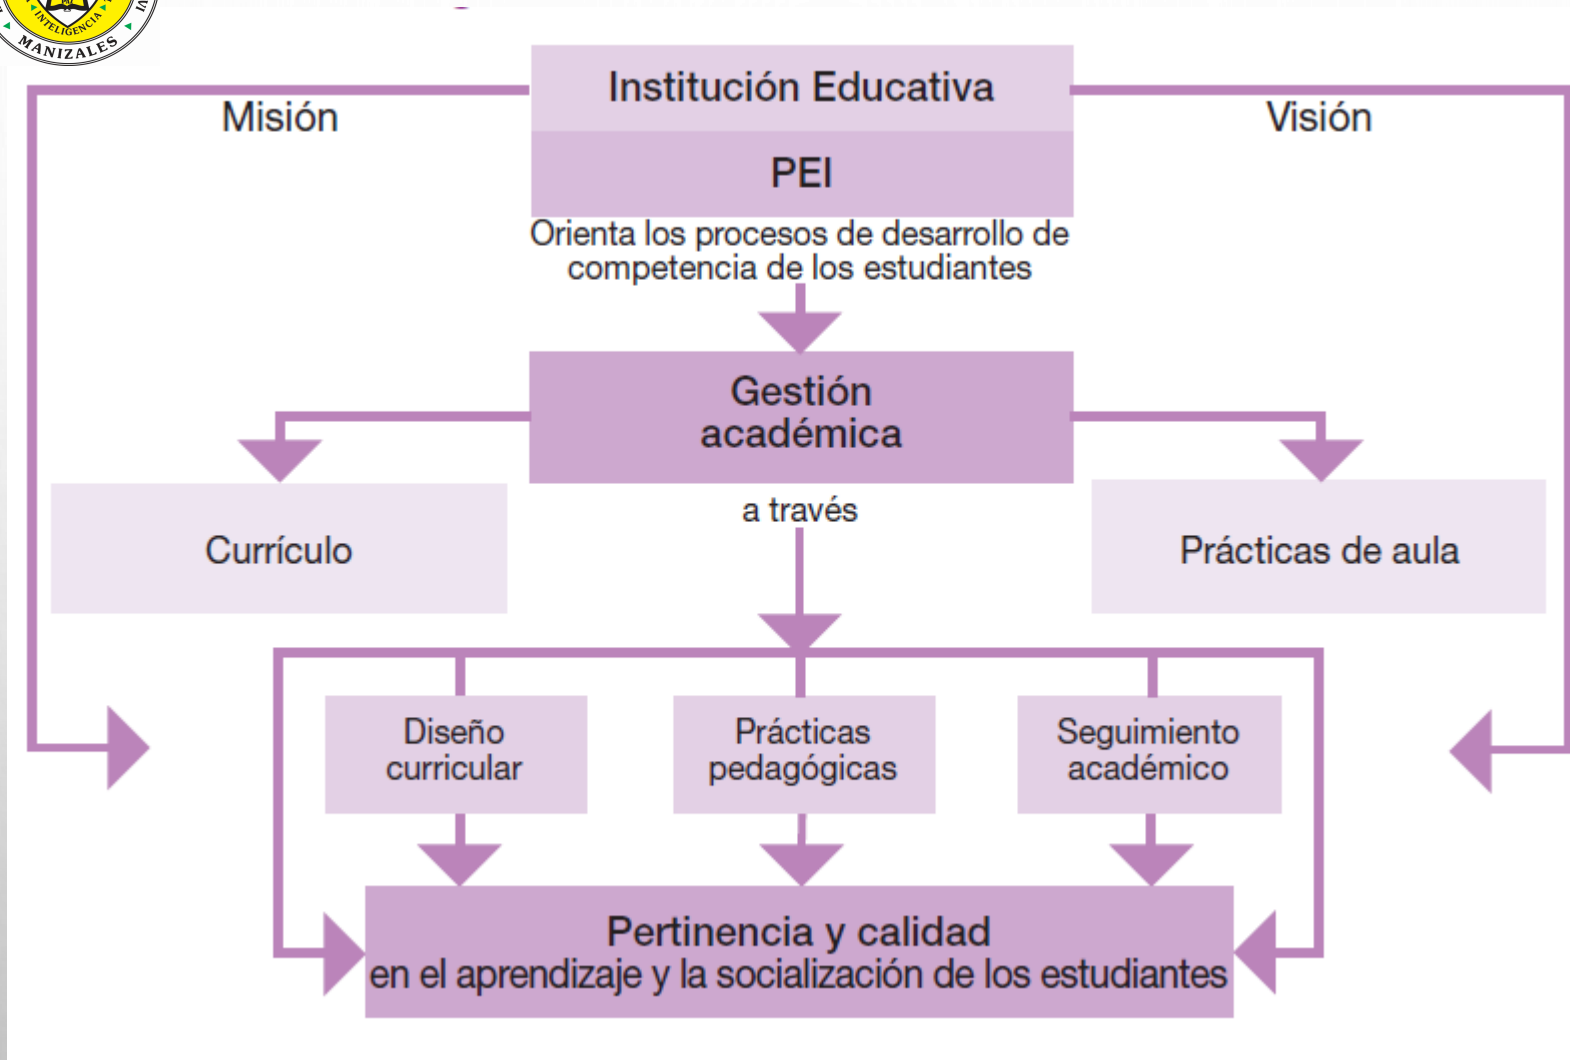 INTELIGENCIA
MANIZALES
Institución Educativa
Misión
Visión
PEI
Orienta los procesos de desarrollo de
competencia de los estudiantes
Gestión
académica
a través
Currículo
Prácticas de aula
Diseño
curricular
Prácticas
pedagógicas
Seguimiento
académico
Pertinencia y calidad
en el aprendizaje y la socialización de los estudiantes